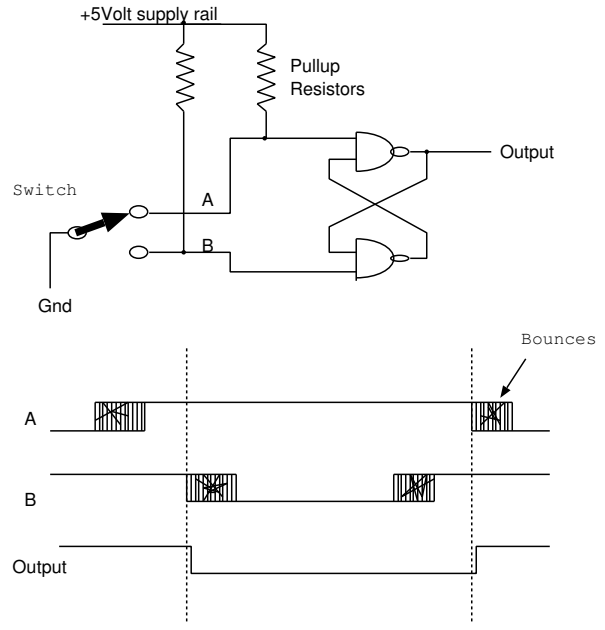 +5Volt supply rail
Pullup
Resistors
Output
Switch
A
B
Gnd
Bounces
A
B
Output